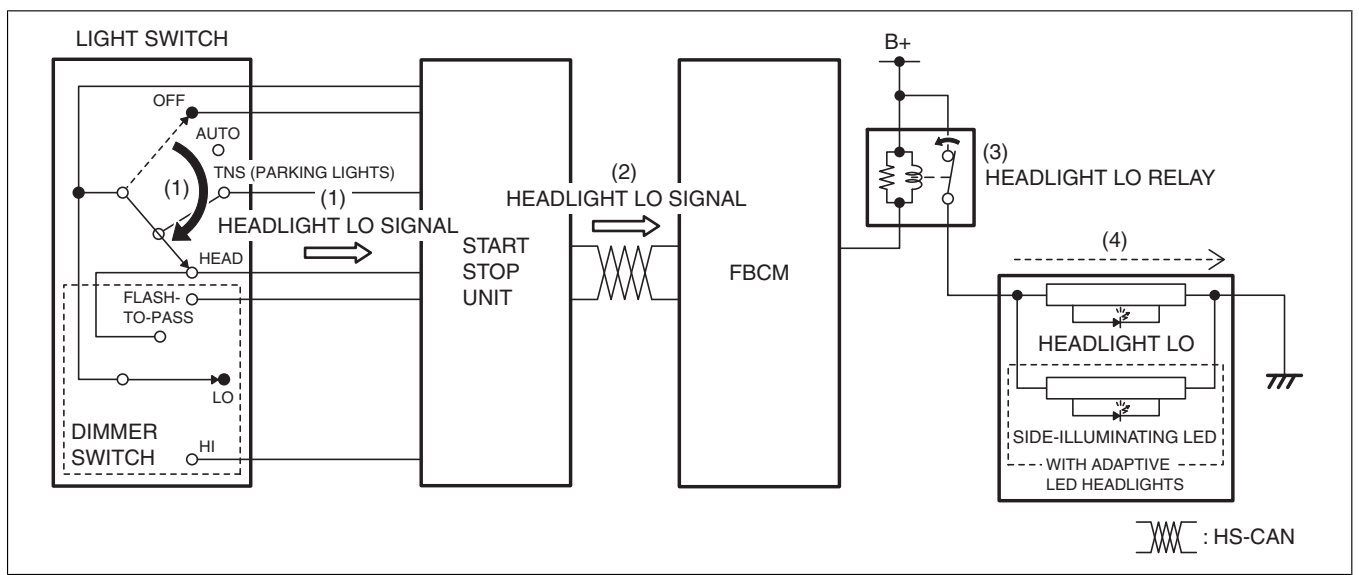 LIGHT SWITCH
OFF
AUTO
TNS (PARKING LIGHTS)
(1)
(1)
HEADLIGHT LO SIGNAL
HEAD
FLASH-
TO-PASS
LO
DIMMER
SWITCH
HI
START
STOP
UNIT
(2)
HEADLIGHT LO SIGNAL
FBCM
B+
(3)
HEADLIGHT LO RELAY
(4)
HEADLIGHT LO
SIDE-ILLUMINATING LED
WITH ADAPTIVE
LED HEADLIGHTS
: HS-CAN